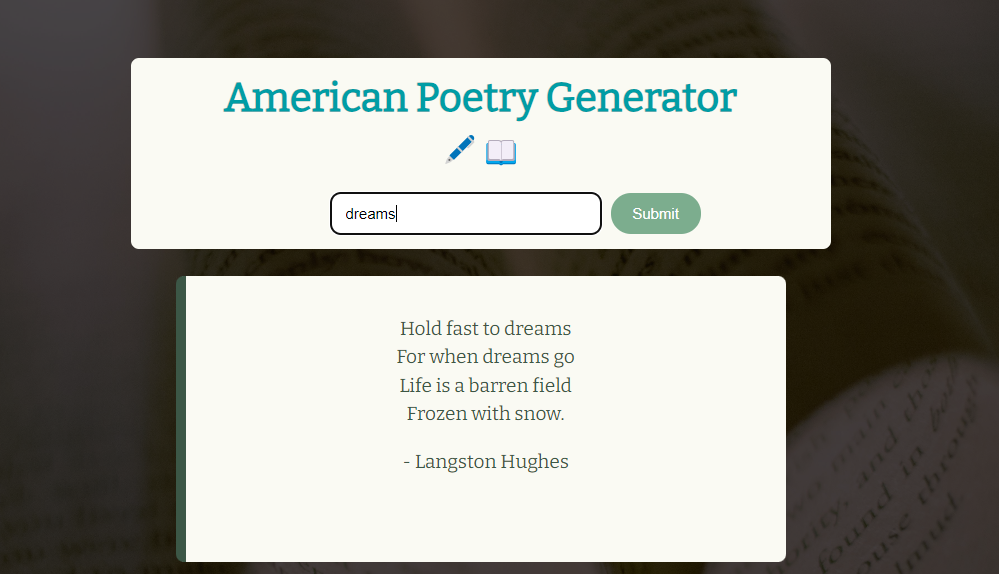 American Poetry Generator
dreams
Submit
Hold fast to dreams
For when dreams go
Life is a barren field
Frozen with snow.
- Langston Hughes